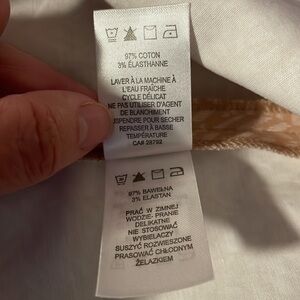 97% COTON
3% ÉLASTHANNE
LAVER À LA MACHINE À
L'EAU FRAÎCHE
CYCLE DÉLICAT
NE PAS UTILISER D'AGENT
DE BLANCHIMENT
SUSPENDRE POUR SÉCHER
REPASSER À BASSE
TEMPÉRATURE
CA# 28792
97% BAWEŁNA
3% ELASTAN
PRAĆ W ZIMNEJ
WODZIE- PRANIE
DELIKATNE
NIE STOSOWAĆ
WYBIELACZY
SUSZYĆ ROZWIESZONE
PRASOWAĆ CHŁODNYM
ŻELAZKIEM